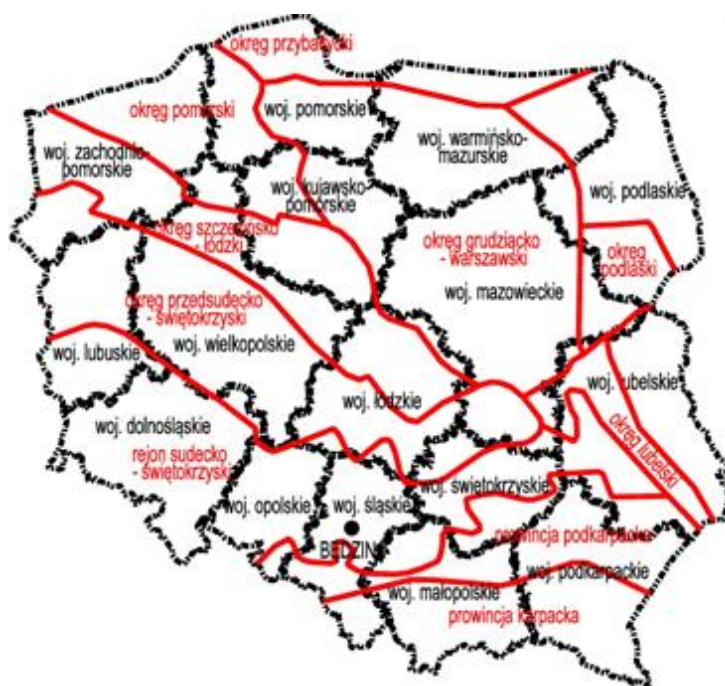 okręg przybałtycki
okręg pomorski
woj. pomorskie
woj. warmińsko-
mazurskie
woj. zachodnio-
pomorskie
woj. kujawsko-
pomorskie
woj. podlaskie
okręg szczecińsko
- łódzki
okręg grudziącko
- warszawski
okręg
podlaski
woj. mazowieckie
okręg przedsudecko
- świętokrzyski
woj. wielkopolskie
woj. lubuskie
woj. łódzkie
woj. lubelskie
woj. dolnośląskie
okręg lubelski
rejon sudecko
- świętokrzyski
woj. świętokrzyskie
woj. opolskie
woj. śląskie
BĘDZIN
prowincja podkarpacka
woj. podkarpackie
woj. małopolskie
prowincja karpacka